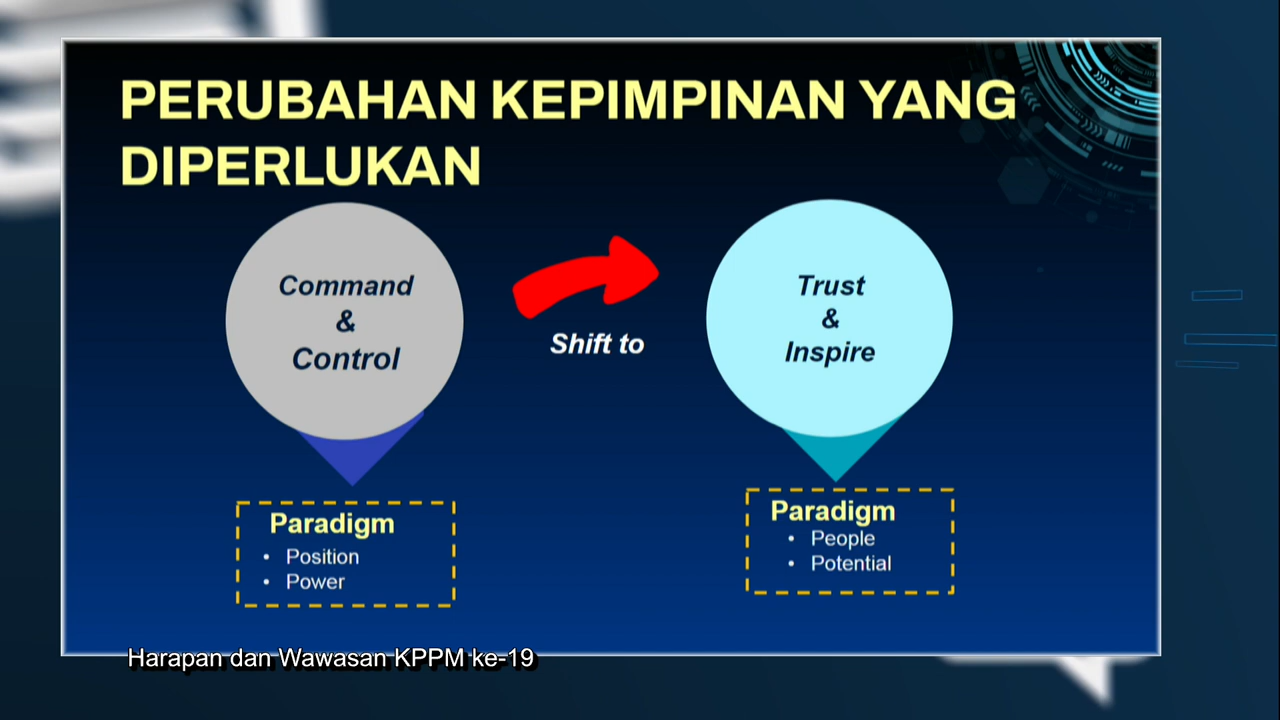 PERUBAHAN KEPIMPINAN YANG
DIPERLUKAN
Command
&
Control
Shift to
Trust
&
Inspire
Paradigm
• Position
• Power
Paradigm
• People
• Potential
Harapan dan Wawasan KPPM ke-19